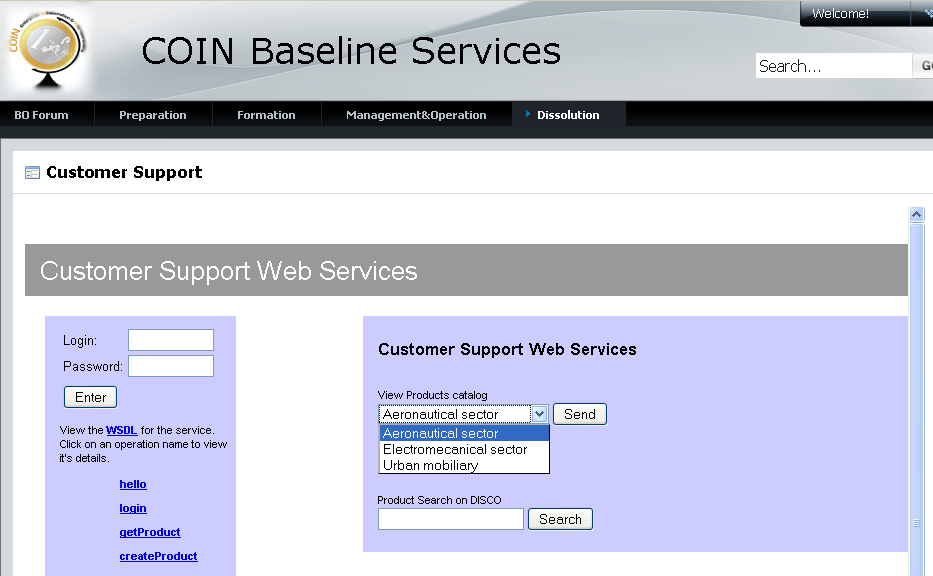 Welcome!
COIN
COIN Baseline Services
Search...
BO Forum
Preparation
Formation
Management&Operation
Dissolution
Customer Support
Customer Support Web Services
Login:
Password:
Enter
View the WSDL for the service.
Click on an operation name to view
it's details.
hello
login
getProduct
createProduct
Customer Support Web Services
View Products catalog
Aeronautical sector
Send
Aeronautical sector
Electromecanical sector
Urban mobiliary
Product Search on DISCO
Search